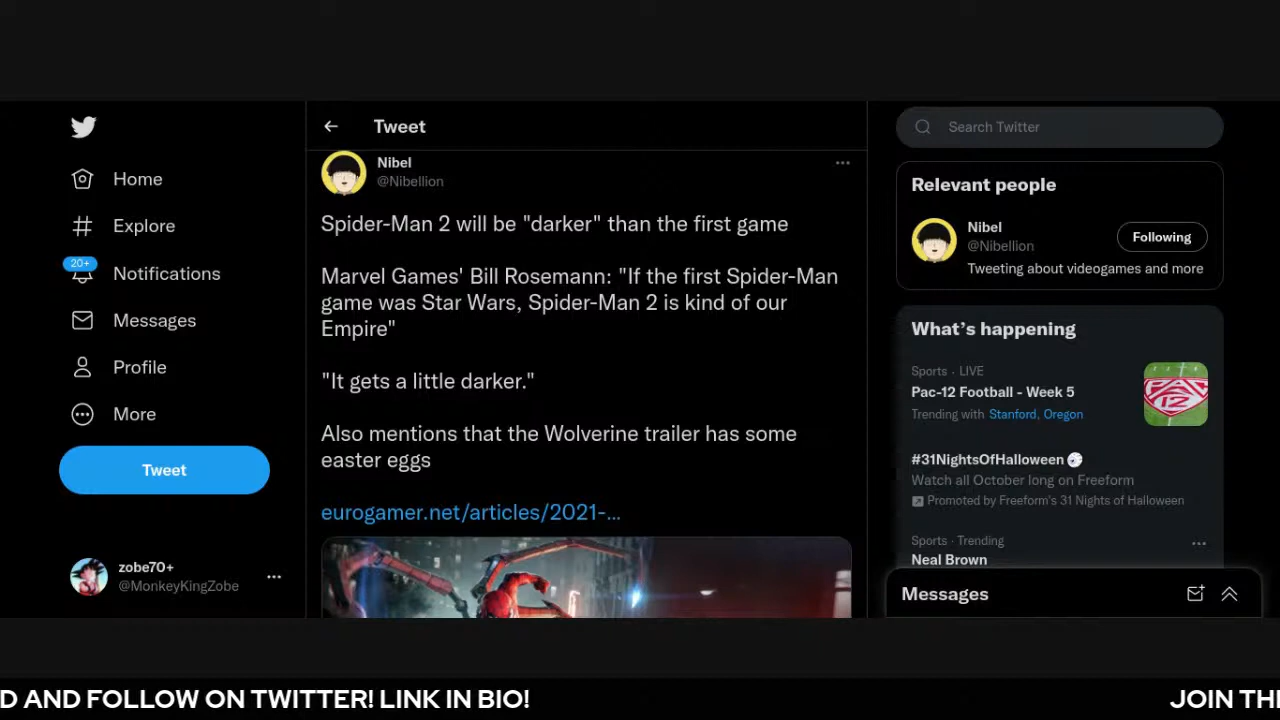 Home
Explore
20+
Notifications
Messages
Profile
More
Tweet
zobe70+
@MonkeyKingZobe
Tweet
Nibel
@Nibellion
Spider-Man 2 will be "darker" than the first game
Marvel Games' Bill Rosemann: "If the first Spider-Man
game was Star Wars, Spider-Man 2 is kind of our
Empire"
"It gets a little darker."
Also mentions that the Wolverine trailer has some
easter eggs
eurogamer.net/articles/2021-...
Search Twitter
Relevant people
Nibel
@Nibellion
Following
Tweeting about videogames and more
What's happening
Sports · LIVE
Pac-12 Football - Week 5
Trending with Stanford, Oregon
PAC
12
#31NightsOfHalloween
Watch all October long on Freeform
Promoted by Freeform's 31 Nights of Halloween
Sports · Trending
Neal Brown
Messages
D AND FOLLOW ON TWITTER! LINK IN BIO!
JOIN TH